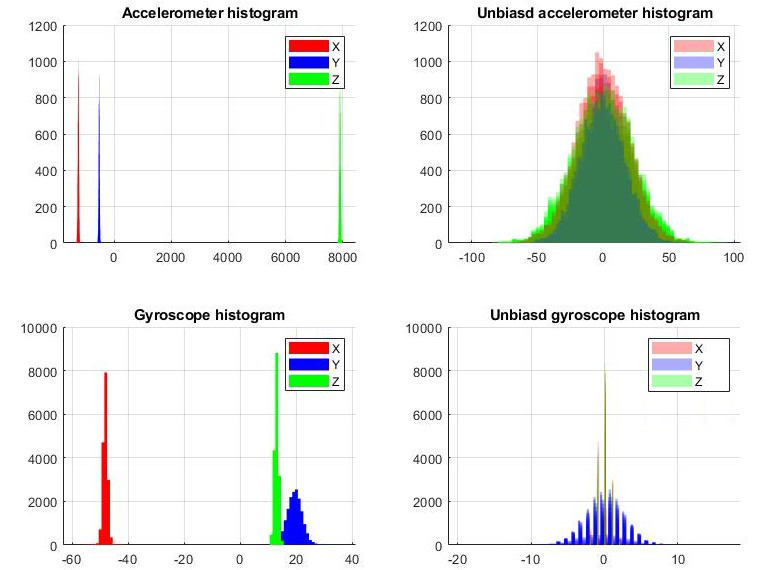 Accelerometer histogram
1200
1000
800
600
400
200
0
0
2000
4000
6000
8000
X
Y
Z
Unbiasd accelerometer histogram
1200
1000
800
600
400
200
0
-100
-50
0
50
100
X
Y
Z
Gyroscope histogram
10000
8000
6000
4000
2000
0
-60
-40
-20
0
20
40
X
Y
Z
Unbiasd gyroscope histogram
10000
8000
6000
4000
2000
0
-20
-10
0
10
X
Y
Z